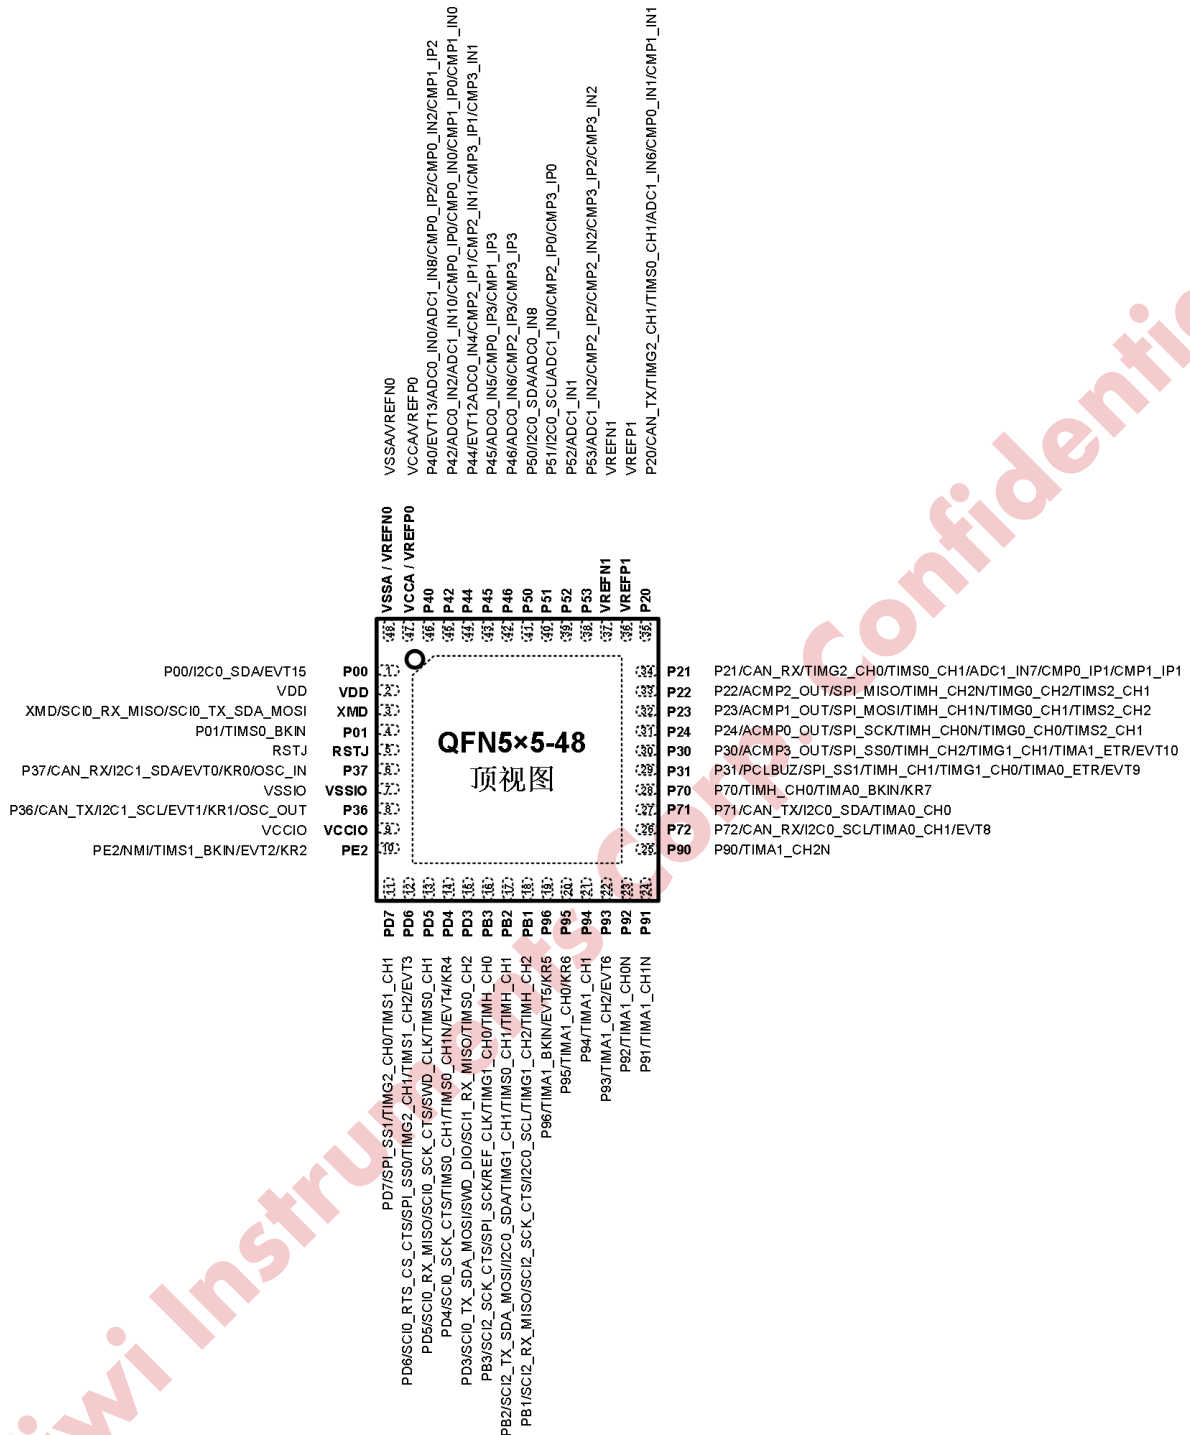 VSSA/VREFN0
VCCA/VREFP0
P40/EVT13/ADC0_IN0/ADC1_IN8/CMP0_IP2/CMP0_IN2/CMP1_IP2
P42/ADC0_IN2/ADC1_IN10/CMP0_IP0/CMP0_IN0/CMP1_IP0/CMP1_IN0
P44/EVT12ADC0_IN4/CMP2_IP1/CMP2_IN1/CMP3_IP1/CMP3_IN1
P45/ADC0_IN5/CMP0_IP3/CMP1_IP3
P46/ADC0_IN6/CMP2_IP3/CMP3_IP3
P50/I2C0_SDA/ADC0_IN8
P51/I2C0_SCL/ADC1_IN0/CMP2_IP0/CMP3_IP0
P52/ADC1_IN1
P53/ADC1_IN2/CMP2_IP2/CMP2_IN2/CMP3_IP2/CMP3_IN2
VREFN1
VREFP1
P20/CAN_TX/TIMG2_CH1/TIMS0_CH1/ADC1_IN6/CMP0_IN1/CMP1_IN1
VSSA / VREFN0
VCCA / VREFP0
P40
P42
P44
P45
P46
P50
P51
P52
P53
VREFN1
VREFP1
P20
48 47 46 45 44 43 42 41 40 39 38 37 36 35
P00/I2C0_SDA/EVT15 P00 1
VDD VDD 2
XMD/SCI0_RX_MISO/SCI0_TX_SDA_MOSI XMD 3
P01/TIMS0_BKIN P01 4
RSTJ RSTJ 5
P37/CAN_RX/I2C1_SDA/EVT0/KR0/OSC_IN P37 6
VSSIO VSSIO 7
P36/CAN_TX/I2C1_SCL/EVT1/KR1/OSC_OUT P36 8
VCCIO VCCIO 9
PE2/NMI/TIMS1_BKIN/EVT2/KR2 PE2 10
QFN5×5-48
顶视图
34 P21 P21/CAN_RX/TIMG2_CH0/TIMS0_CH1/ADC1_IN7/CMP0_IP1/CMP1_IP1
33 P22 P22/ACMP2_OUT/SPI_MISO/TIMH_CH2N/TIMG0_CH2/TIMS2_CH1
32 P23 P23/ACMP1_OUT/SPI_MOSI/TIMH_CH1N/TIMG0_CH1/TIMS2_CH2
31 P24 P24/ACMP0_OUT/SPI_SCK/TIMH_CH0N/TIMG0_CH0/TIMS2_CH1
30 P30 P30/ACMP3_OUT/SPI_SS0/TIMH_CH2/TIMG1_CH1/TIMA1_ETR/EVT10
29 P31 P31/PCLBUZ/SPI_SS1/TIMH_CH1/TIMG1_CH0/TIMA0_ETR/EVT9
28 P70 P70/TIMH_CH0/TIMA0_BKIN/KR7
27 P71 P71/CAN_TX/I2C0_SDA/TIMA0_CH0
26 P72 P72/CAN_RX/I2C0_SCL/TIMA0_CH1/EVT8
25 P90 P90/TIMA1_CH2N
11 12 13 14 15 16 17 18 19 20 21 22 23 24
PD7
PD6
PD5
PD4
PD3
PB3
PB2
PB1
P96
P95
P94
P93
P92
P91
PD7/SPI_SS1/TIMG2_CH0/TIMS1_CH1
PD6/SCI0_RTS_CS_CTS/SPI_SS0/TIMG2_CH1/TIMS1_CH2/EVT3
PD5/SCI0_RX_MISO/SCI0_SCK_CTS/SWD_CLK/TIMS0_CH1
PD4/SCI0_SCK_CTS/TIMS0_CH1/TIMS0_CH1N/EVT4/KR4
PD3/SCI0_TX_SDA_MOSI/SWD_DIO/SCI1_RX_MISO/TIMS0_CH2
PB3/SCI2_SCK_CTS/SPI_SCK/REF_CLK/TIMG1_CH0/TIMH_CH0
PB2/SCI2_TX_SDA_MOSI/I2C0_SDA/TIMG1_CH1/TIMS0_CH1/TIMH_CH1
PB1/SCI2_RX_MISO/SCI2_SCK_CTS/I2C0_SCL/TIMG1_CH2/TIMH_CH2
P96/TIMA1_BKIN/EVT5/KR5
P95/TIMA1_CH0/KR6
P94/TIMA1_CH1
P93/TIMA1_CH2/EVT6
P92/TIMA1_CH0N
P91/TIMA1_CH1N
Instruments Corp.